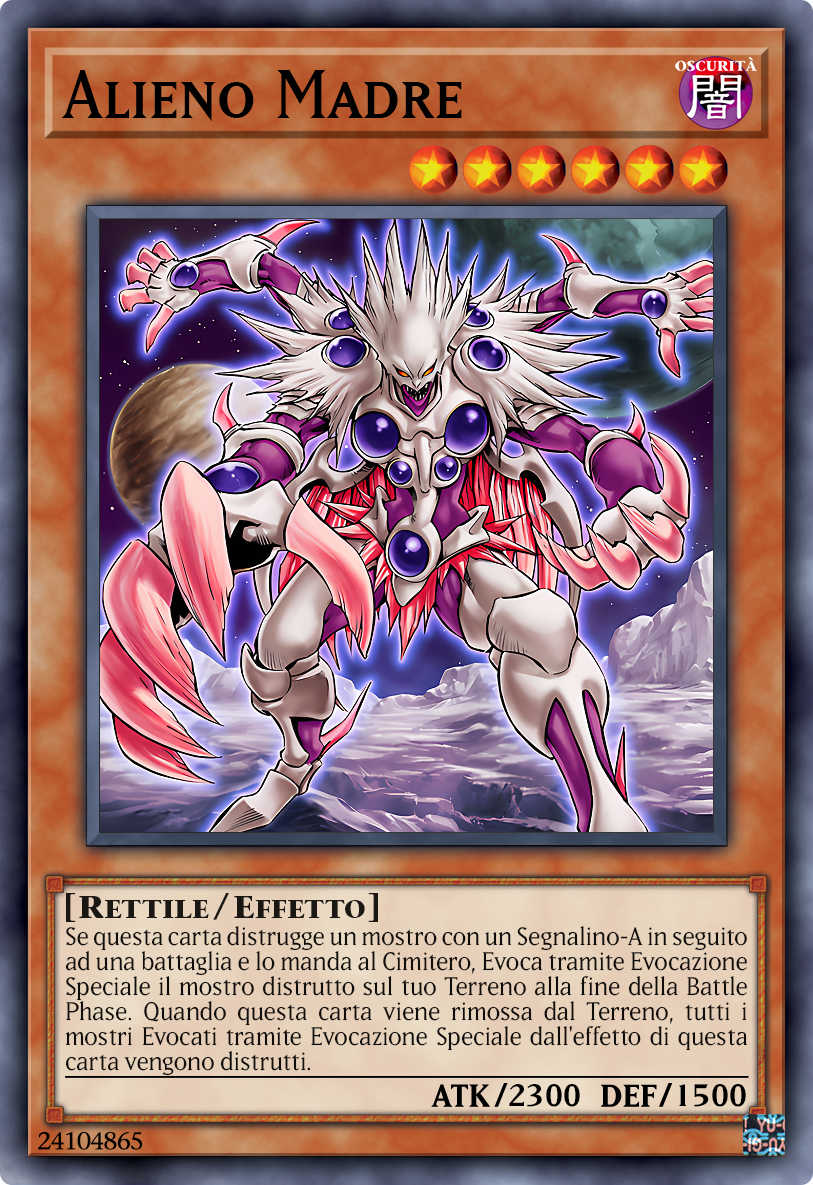 Alieno Madre
OSCURITÀ
闇
[Rettile/Effetto]
Se questa carta distrugge un mostro con un Segnalino-A in seguito
ad una battaglia e lo manda al Cimitero, Evoca tramite Evocazione
Speciale il mostro distrutto sul tuo Terreno alla fine della Battle
Phase. Quando questa carta viene rimossa dal Terreno, tutti i
mostri Evocati tramite Evocazione Speciale dall'effetto di questa
carta vengono distrutti.
ATK/2300 DEF/1500
24104865